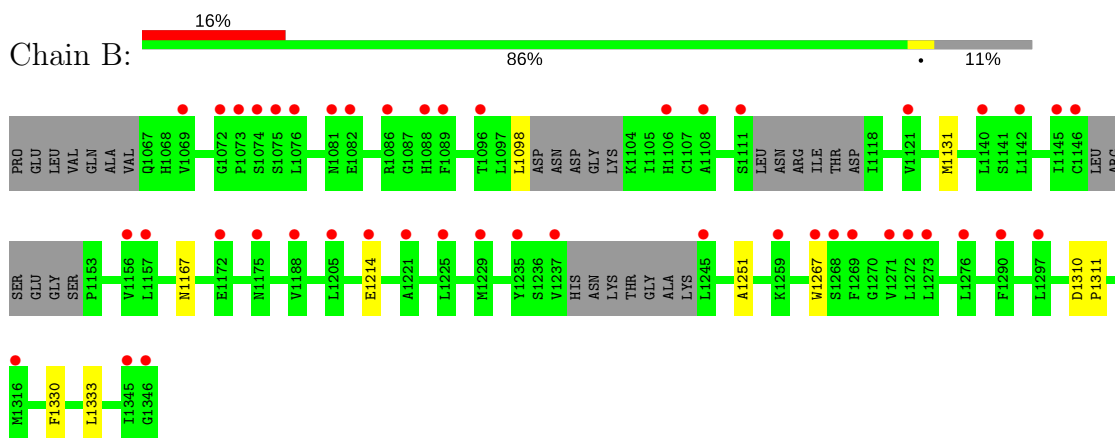 16%
Chain B:
86% • 11%
PRO GLU LEU VAL GLN ALA VAL Q1067 H1068 V1069 G1072 P1073 S1074 S1075 L1076 N1081 E1082 R1086 G1087 H1088 F1089 T1096 L1097 L1098 ASP ASN ASP GLY LYS K1104 I1105 H1106 C1107 A1108 S1111 LEU ASN ARG ILE THR ASP I1118 V1121 M1131 L1140 S1141 L1142 I1145 C1146 LEU ARG
SER GLU GLY SER P1153 V1156 L1157 N1167 E1172 N1175 V1188 L1205 E1214 A1221 L1225 M1229 Y1235 S1236 V1237 HIS ASN LYS THR GLY ALA LYS L1245 A1251 K1259 W1267 S1268 F1269 G1270 V1271 L1272 L1273 L1276 F1290 L1297 D1310 P1311
M1316 F1330 L1333 I1345 G1346